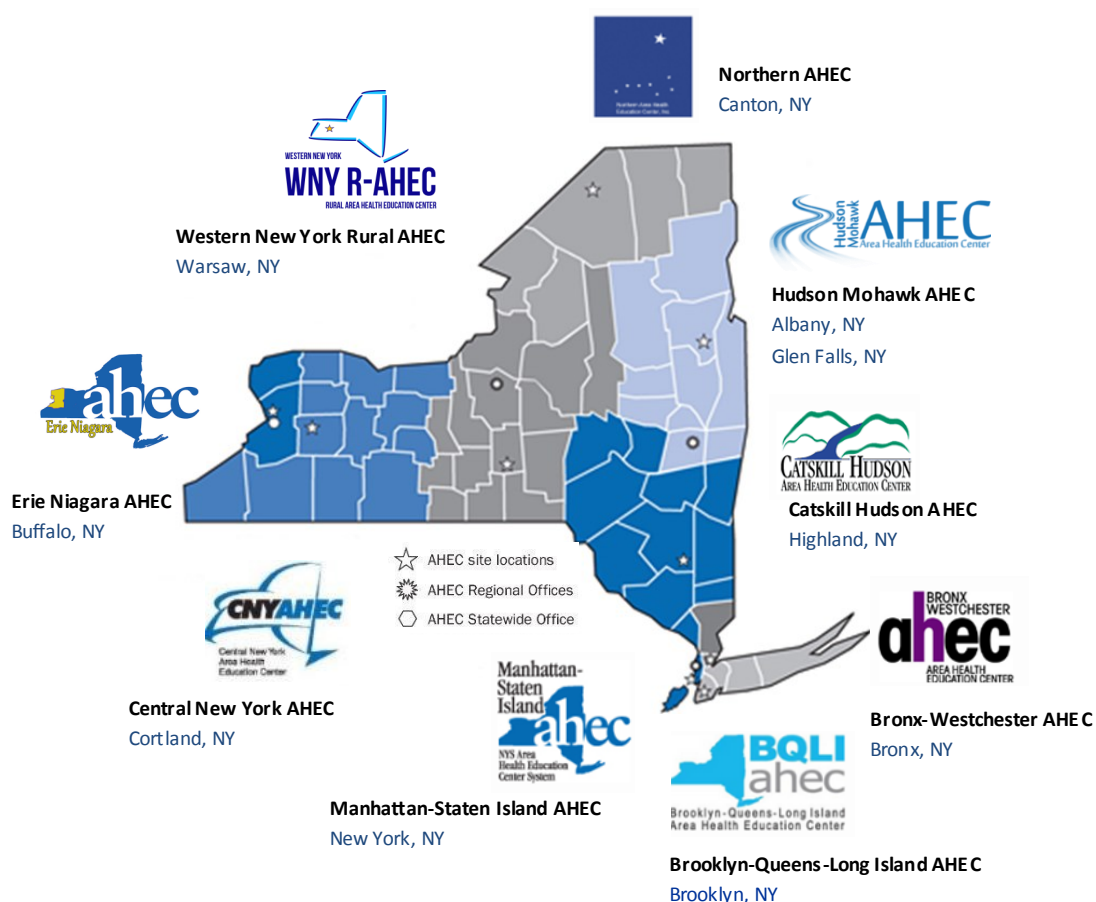 Northern Area Health
Education Center, Inc.
Northern AHEC
Canton, NY
WESTERN NEW YORK
WNY R-AHEC
RURAL AREA HEALTH EDUCATION CENTER
Western New York Rural AHEC
Warsaw, NY
Hudson
Mohawk
AHEC
Area Health Education Center
Hudson Mohawk AHEC
Albany, NY
Glen Falls, NY
ahec
Erie Niagara
Erie Niagara AHEC
Buffalo, NY
CATSKILL HUDSON
AREA HEALTH EDUCATION CENTER
Catskill Hudson AHEC
Highland, NY
AHEC site locations
AHEC Regional Offices
AHEC Statewide Office
CNYAHEC
Central New York
Area Health
Education Center
Central New York AHEC
Cortland, NY
Manhattan-
Staten
Island
ahec
NYS Area
Health Education
Center System
Manhattan-Staten Island AHEC
New York, NY
BRONX
WESTCHESTER
ahec
AREA HEALTH
EDUCATION CENTER
Bronx-Westchester AHEC
Bronx, NY
BQLI
ahec
Brooklyn-Queens-Long Island
Area Health Education Center
Brooklyn-Queens-Long Island AHEC
Brooklyn, NY